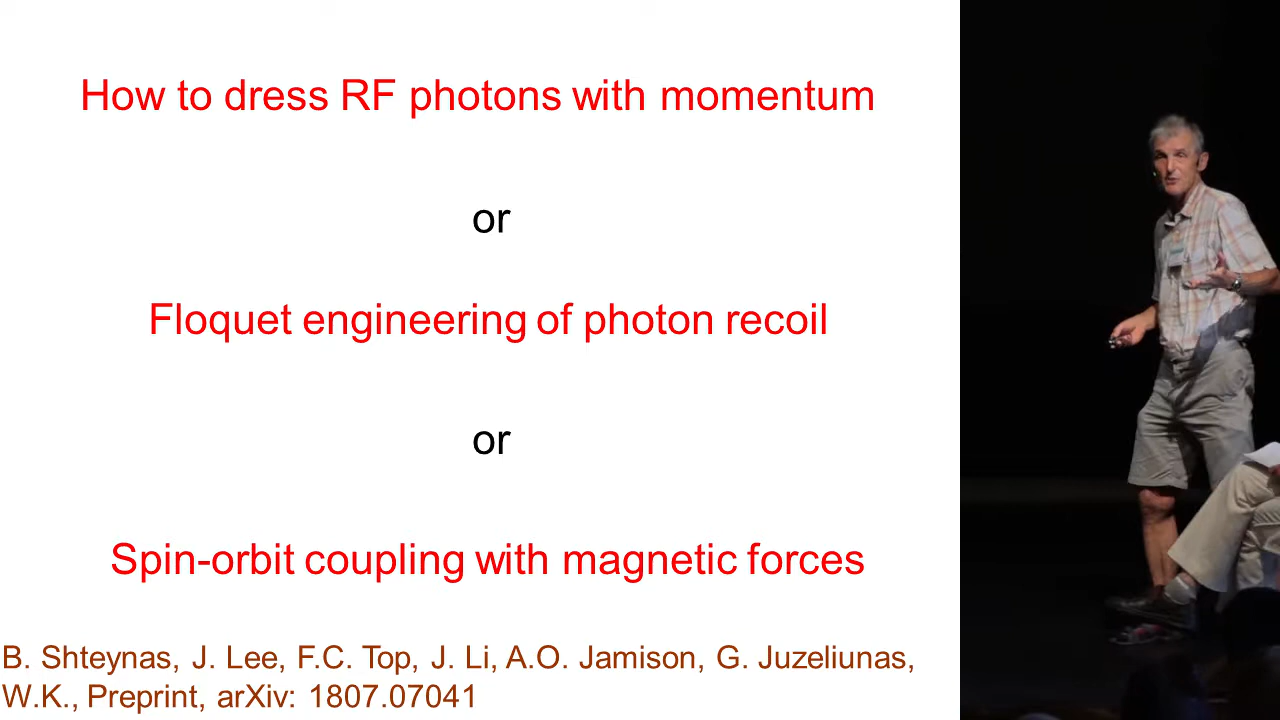 How to dress RF photons with momentum
or
Floquet engineering of photon recoil
or
Spin-orbit coupling with magnetic forces
B. Shteynas, J. Lee, F.C. Top, J. Li, A.O. Jamison, G. Juzeliunas,
W.K., Preprint, arXiv: 1807.07041